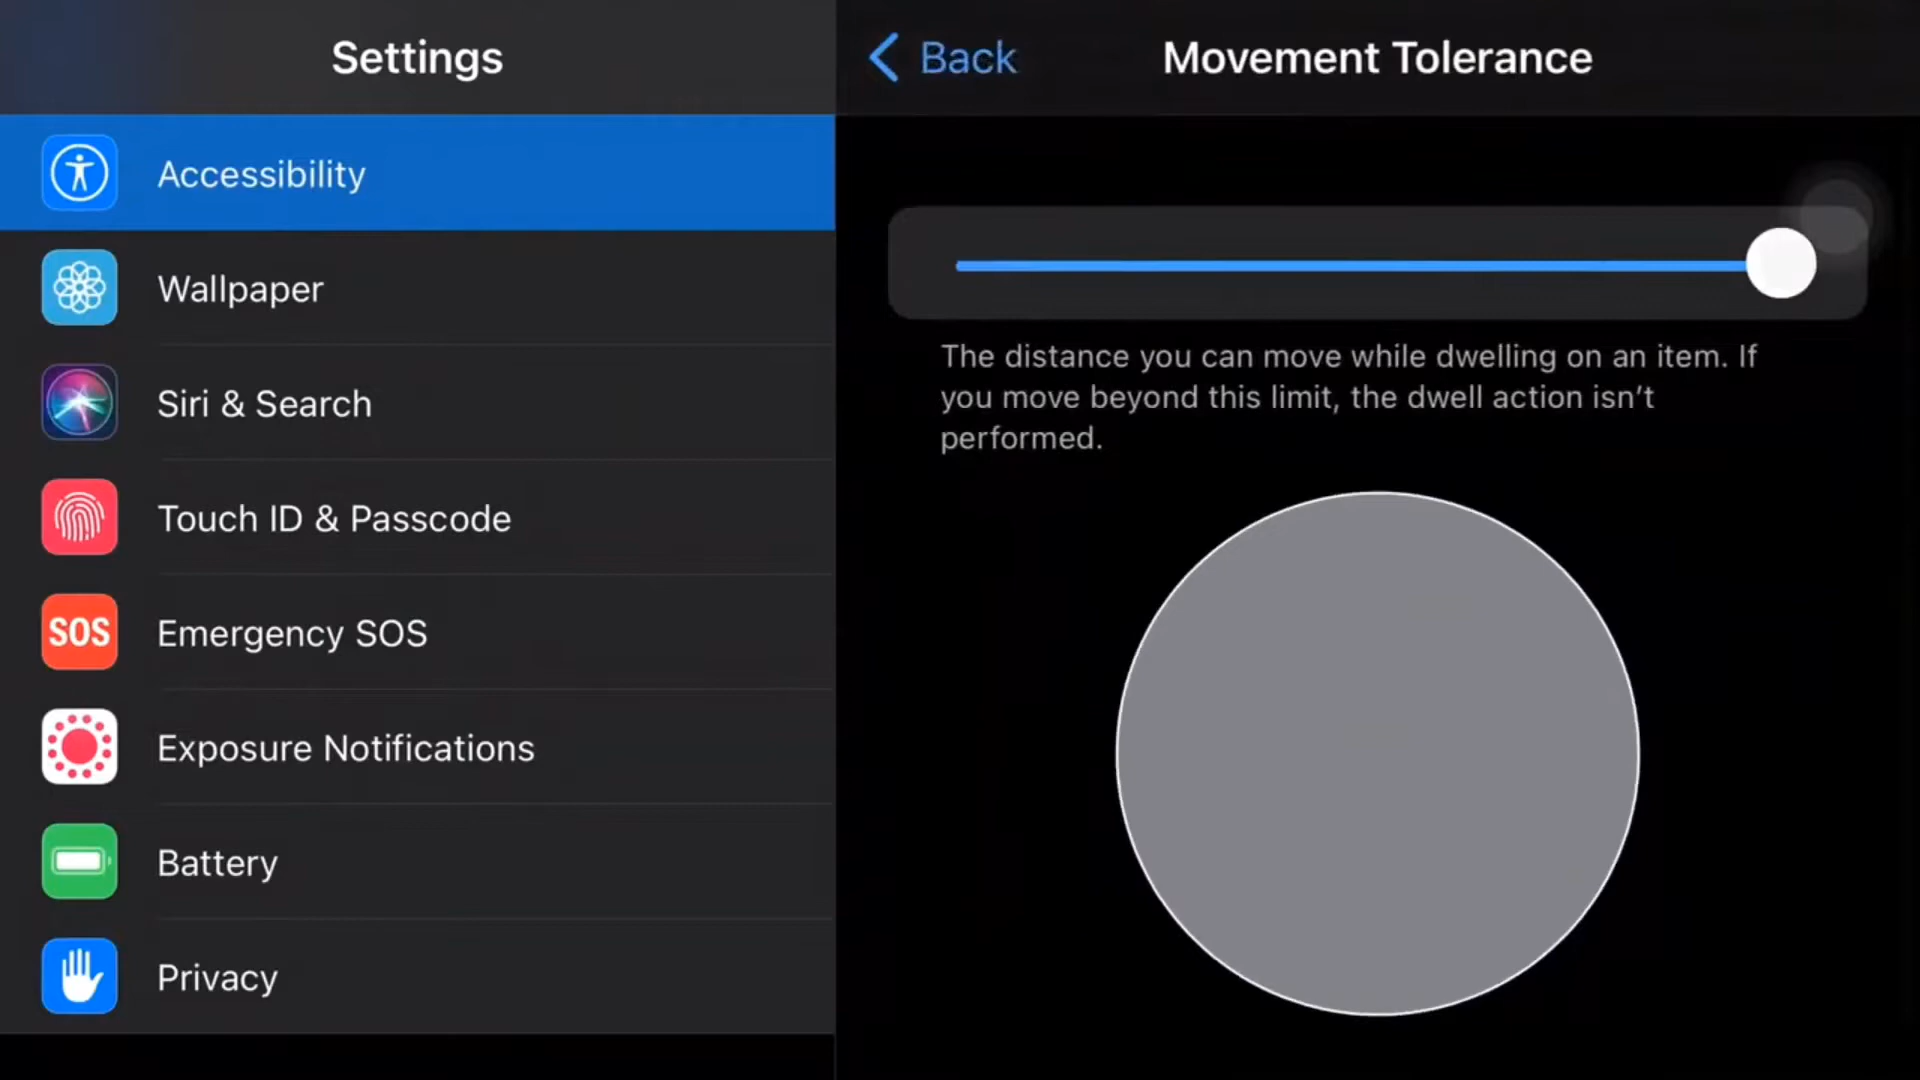 Settings
Accessibility
Wallpaper
Siri & Search
Touch ID & Passcode
SOS
Emergency SOS
Exposure Notifications
Battery
Privacy
Back
Movement Tolerance
The distance you can move while dwelling on an item. If
you move beyond this limit, the dwell action isn’t
performed.